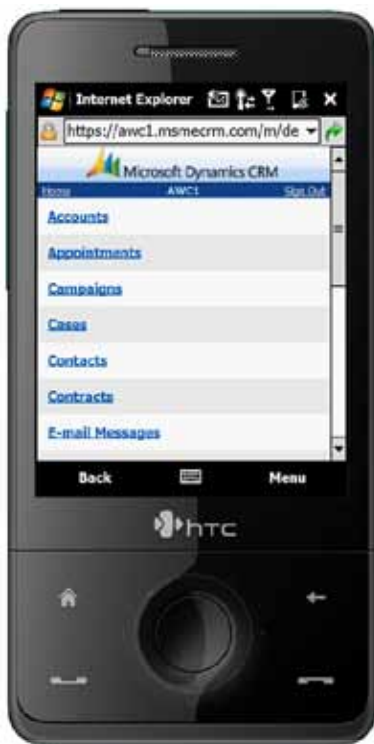 Internet Explorer
https://awc1.msmecrm.com/m/de
Microsoft Dynamics CRM
Home AWC1 Sign Out
Accounts
Appointments
Campaigns
Cases
Contacts
Contracts
E-mail Messages
Back Menu
hTC